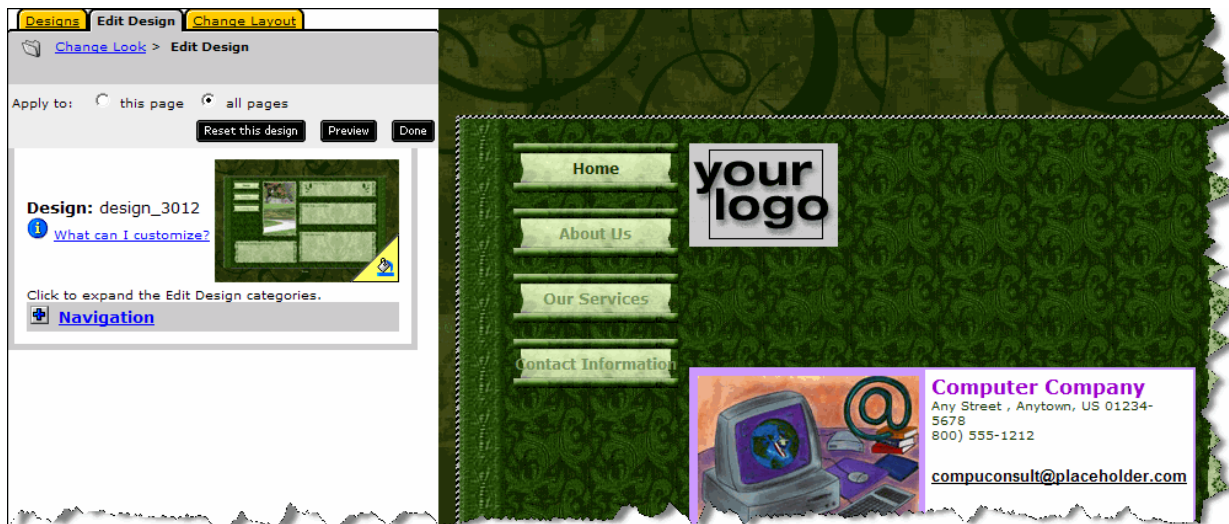 Designs Edit Design Change Layout
Change Look > Edit Design
Apply to: this page all pages
Reset this design Preview Done
Design: design_3012
What can I customize?
Click to expand the Edit Design categories.
Navigation
Home
About Us
Our Services
Contact Information
your
logo
Computer Company
Any Street , Anytown, US 01234-
5678
800) 555-1212
compuconsult@placeholder.com